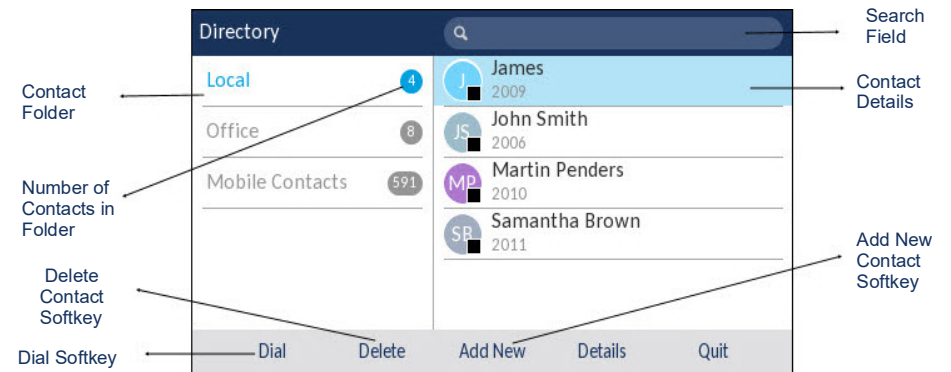 Directory
Search
Field
Local
4
Contact
Folder
Office
8
Mobile Contacts
591
Number of
Contacts in
Folder
J
James
2009
JS
John Smith
2006
MP
Martin Penders
2010
SB
Samantha Brown
2011
Contact
Details
Add New
Contact
Softkey
Delete
Contact
Softkey
Dial Softkey
Dial
Delete
Add New
Details
Quit